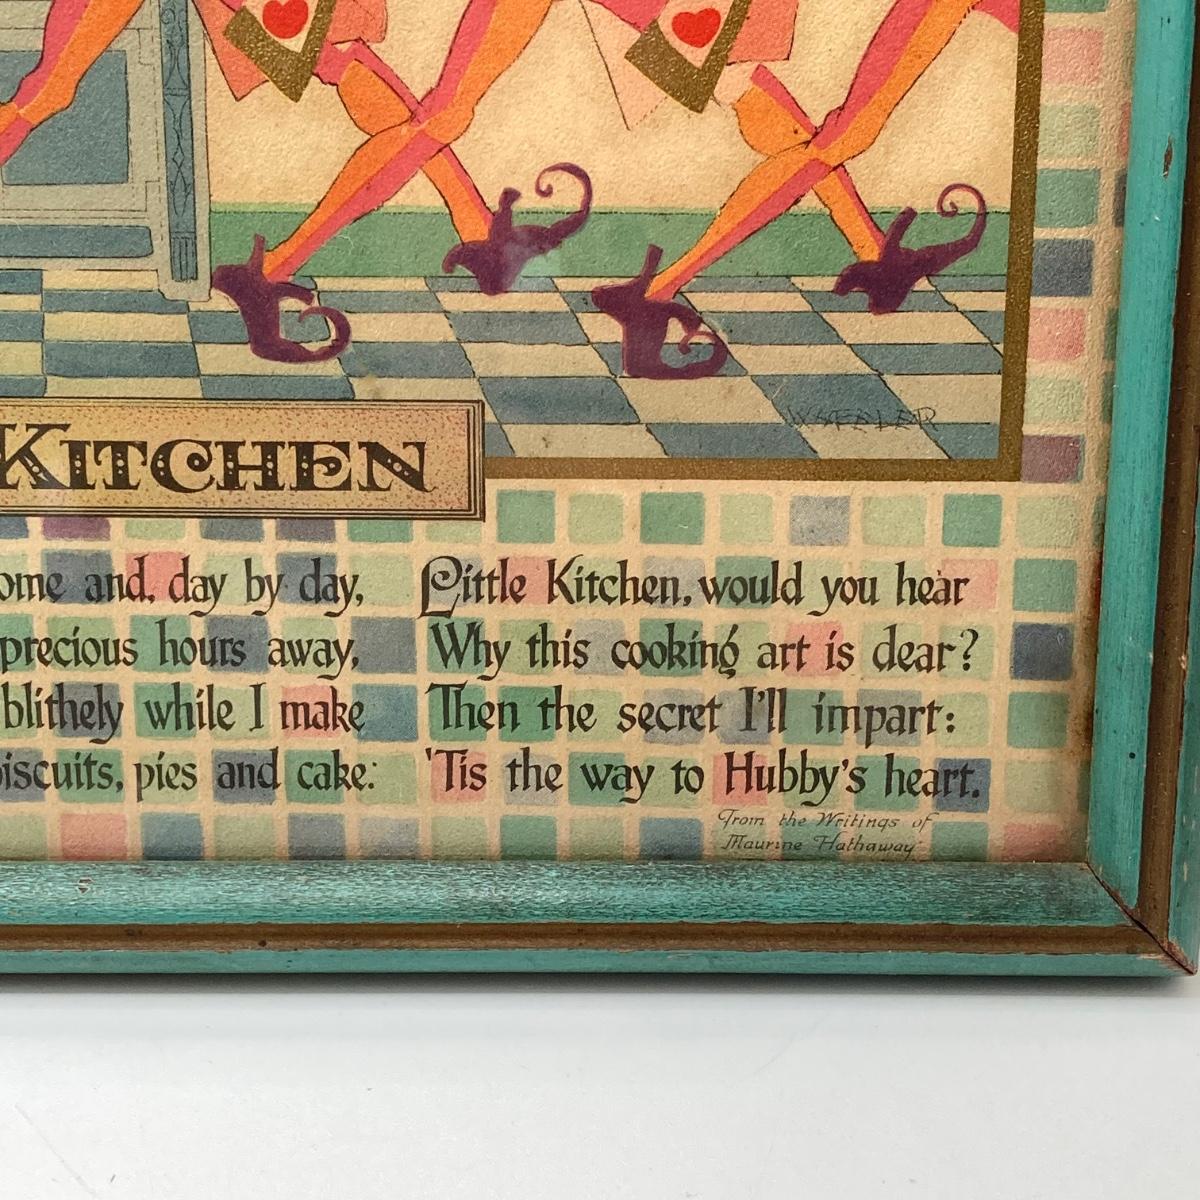 KITCHEN
ome and, day by day,
precious hours away,
blithely while I make
biscuits, pies and cake:
Little Kitchen, would you hear
Why this cooking art is dear?
Then the secret I'll impart:
'Tis the way to Hubby's heart.
From the Writings of
Maurine Hathaway